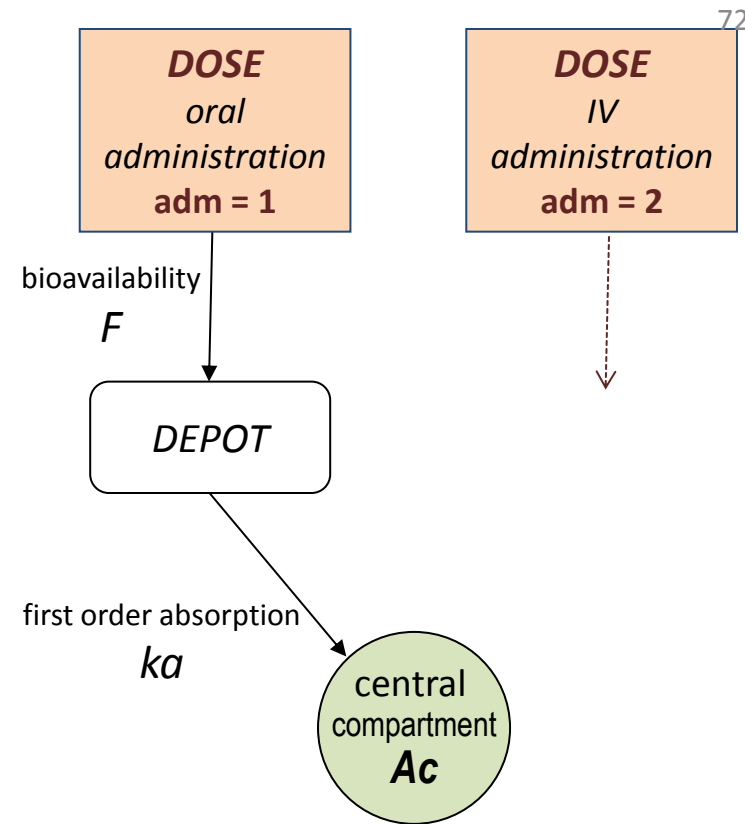 72
DOSE
oral
administration
adm = 1
DOSE
IV
administration
adm = 2
bioavailability
F
DEPOT
first order absorption
ka
central
compartment
Ac